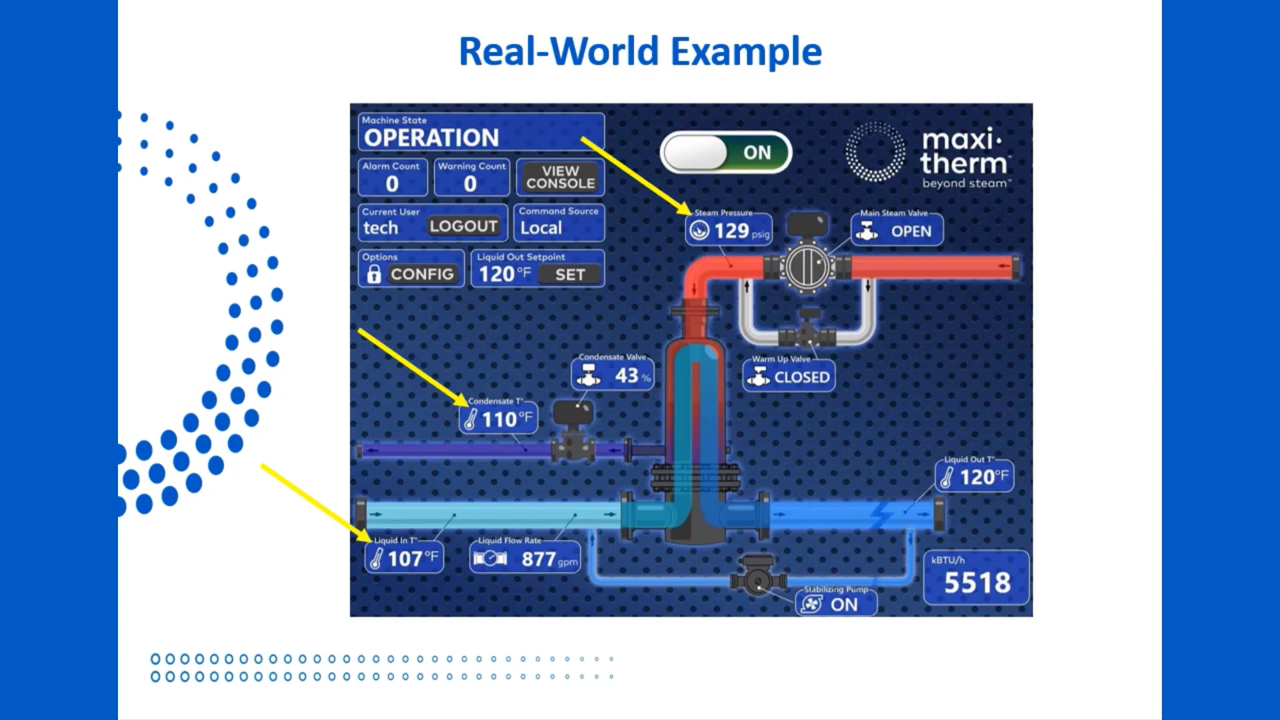 Real-World Example
Machine State
OPERATION
ON
maxi·
therm™
beyond steam™
Alarm Count
0
Warning Count
0
VIEW
CONSOLE
Current User
tech
LOGOUT
Command Source
Local
Steam Pressure
129 psig
Main Steam Valve
OPEN
Options
CONFIG
Liquid Out Setpoint
120°F
SET
Condensate Valve
43 %
Warm Up Valve
CLOSED
Condensate T°
110°F
Liquid Out T°
120°F
Liquid In T°
107°F
Liquid Flow Rate
877 gpm
kBTU/h
5518
Stabilizing Pump
ON